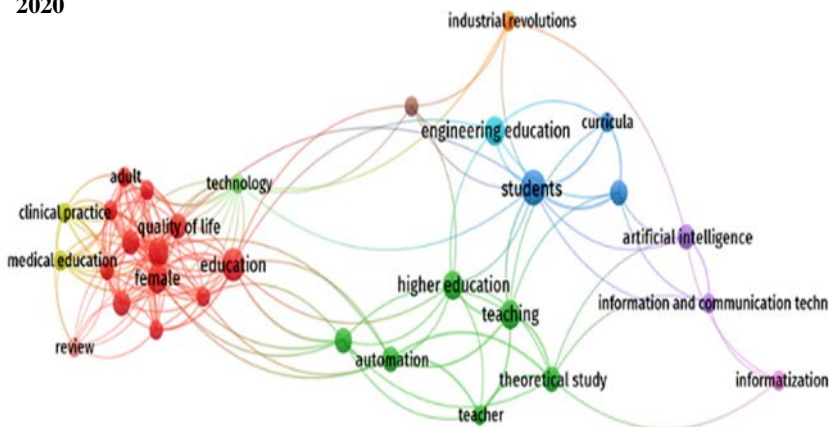 2020
industrial revolutions
engineering education
curricula
adult
technology
students
clinical practice
quality of life
artificial intelligence
medical education
education
female
higher education
information and communication techn
teaching
review
automation
theoretical study
informatization
teacher